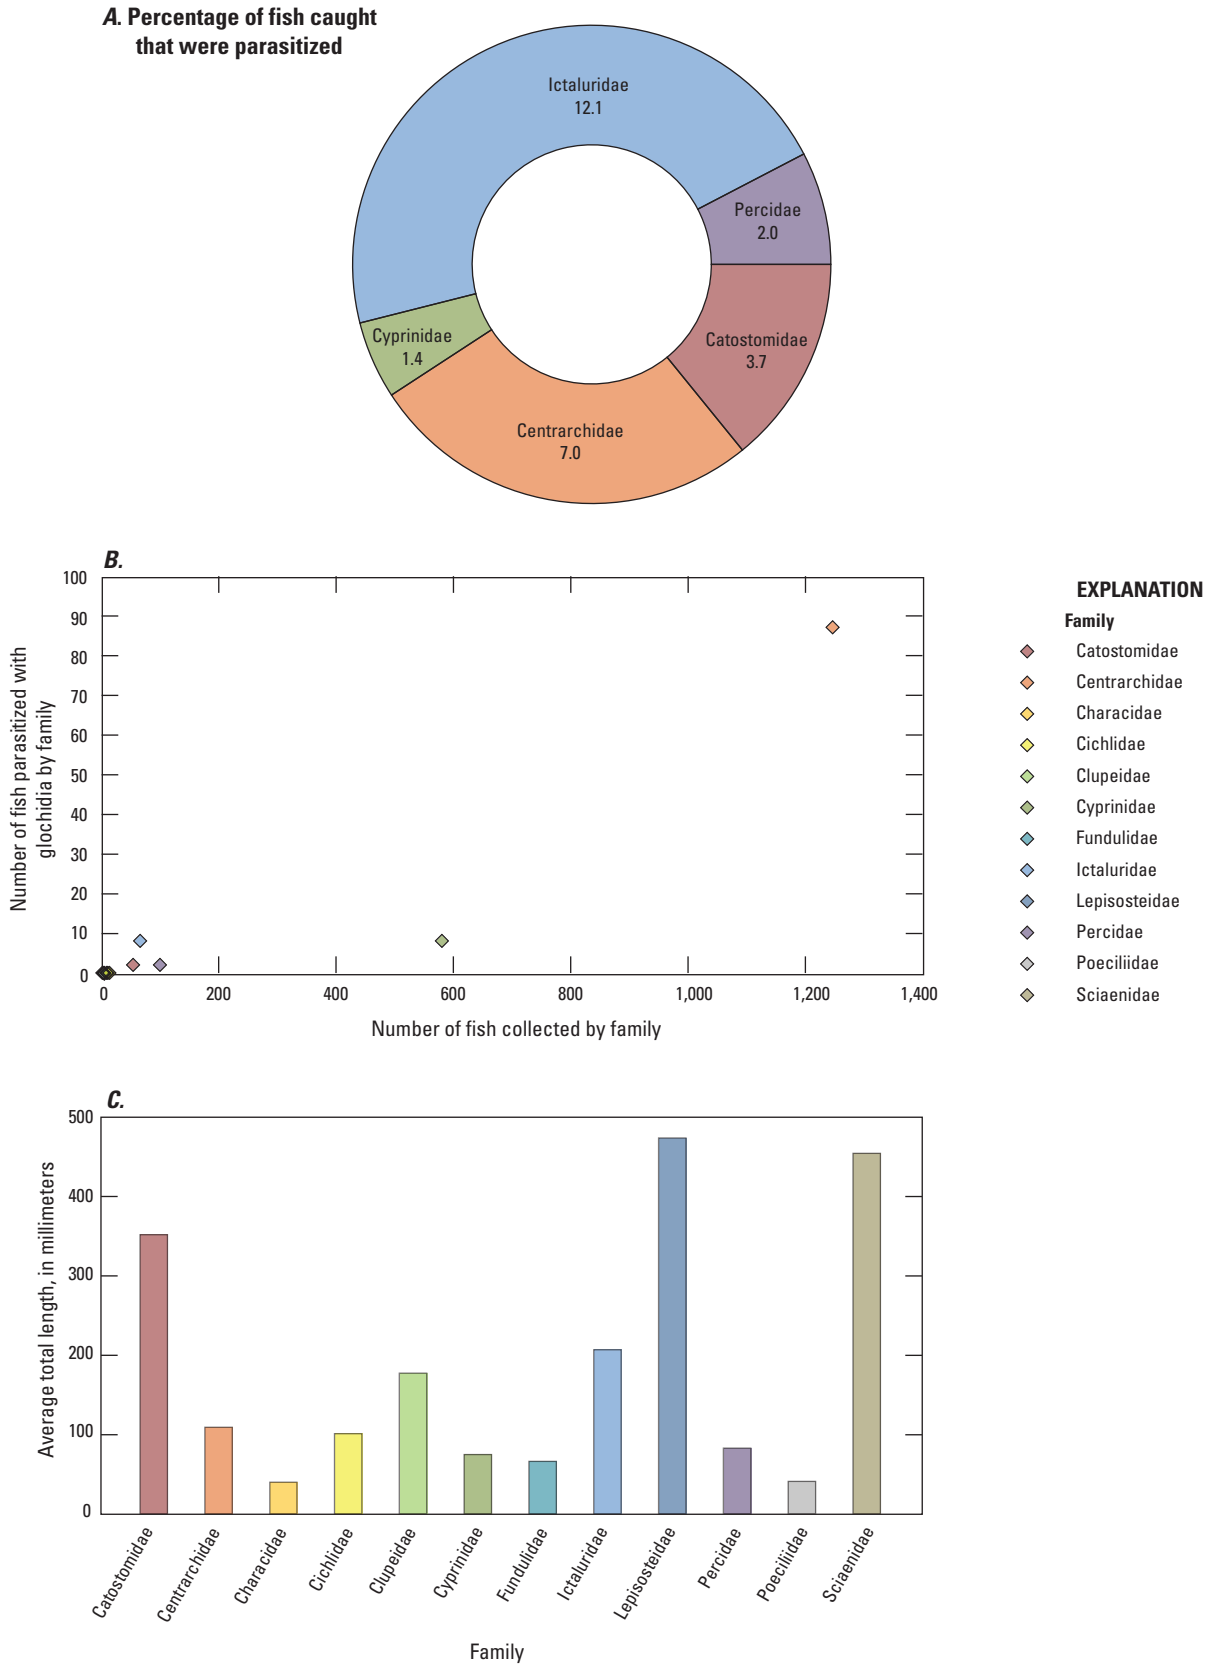 A. Percentage of fish caught
that were parasitized
Ictaluridae
12.1
Percidae
2.0
Catostomidae
3.7
Cyprinidae
1.4
Centrarchidae
7.0
B.
100
90
80
70
60
50
40
30
20
10
0
Number of fish parasitized with
glochidia by family
0 200 400 600 800 1,000 1,200 1,400
Number of fish collected by family
EXPLANATION
Family
Catostomidae
Centrarchidae
Characidae
Cichlidae
Clupeidae
Cyprinidae
Fundulidae
Ictaluridae
Lepisosteidae
Percidae
Poeciliidae
Sciaenidae
C.
500
400
300
200
100
0
Average total length, in millimeters
Catostomidae
Centrarchidae
Characidae
Cichlidae
Clupeidae
Cyprinidae
Fundulidae
Ictaluridae
Lepisosteidae
Percidae
Poeciliidae
Sciaenidae
Family